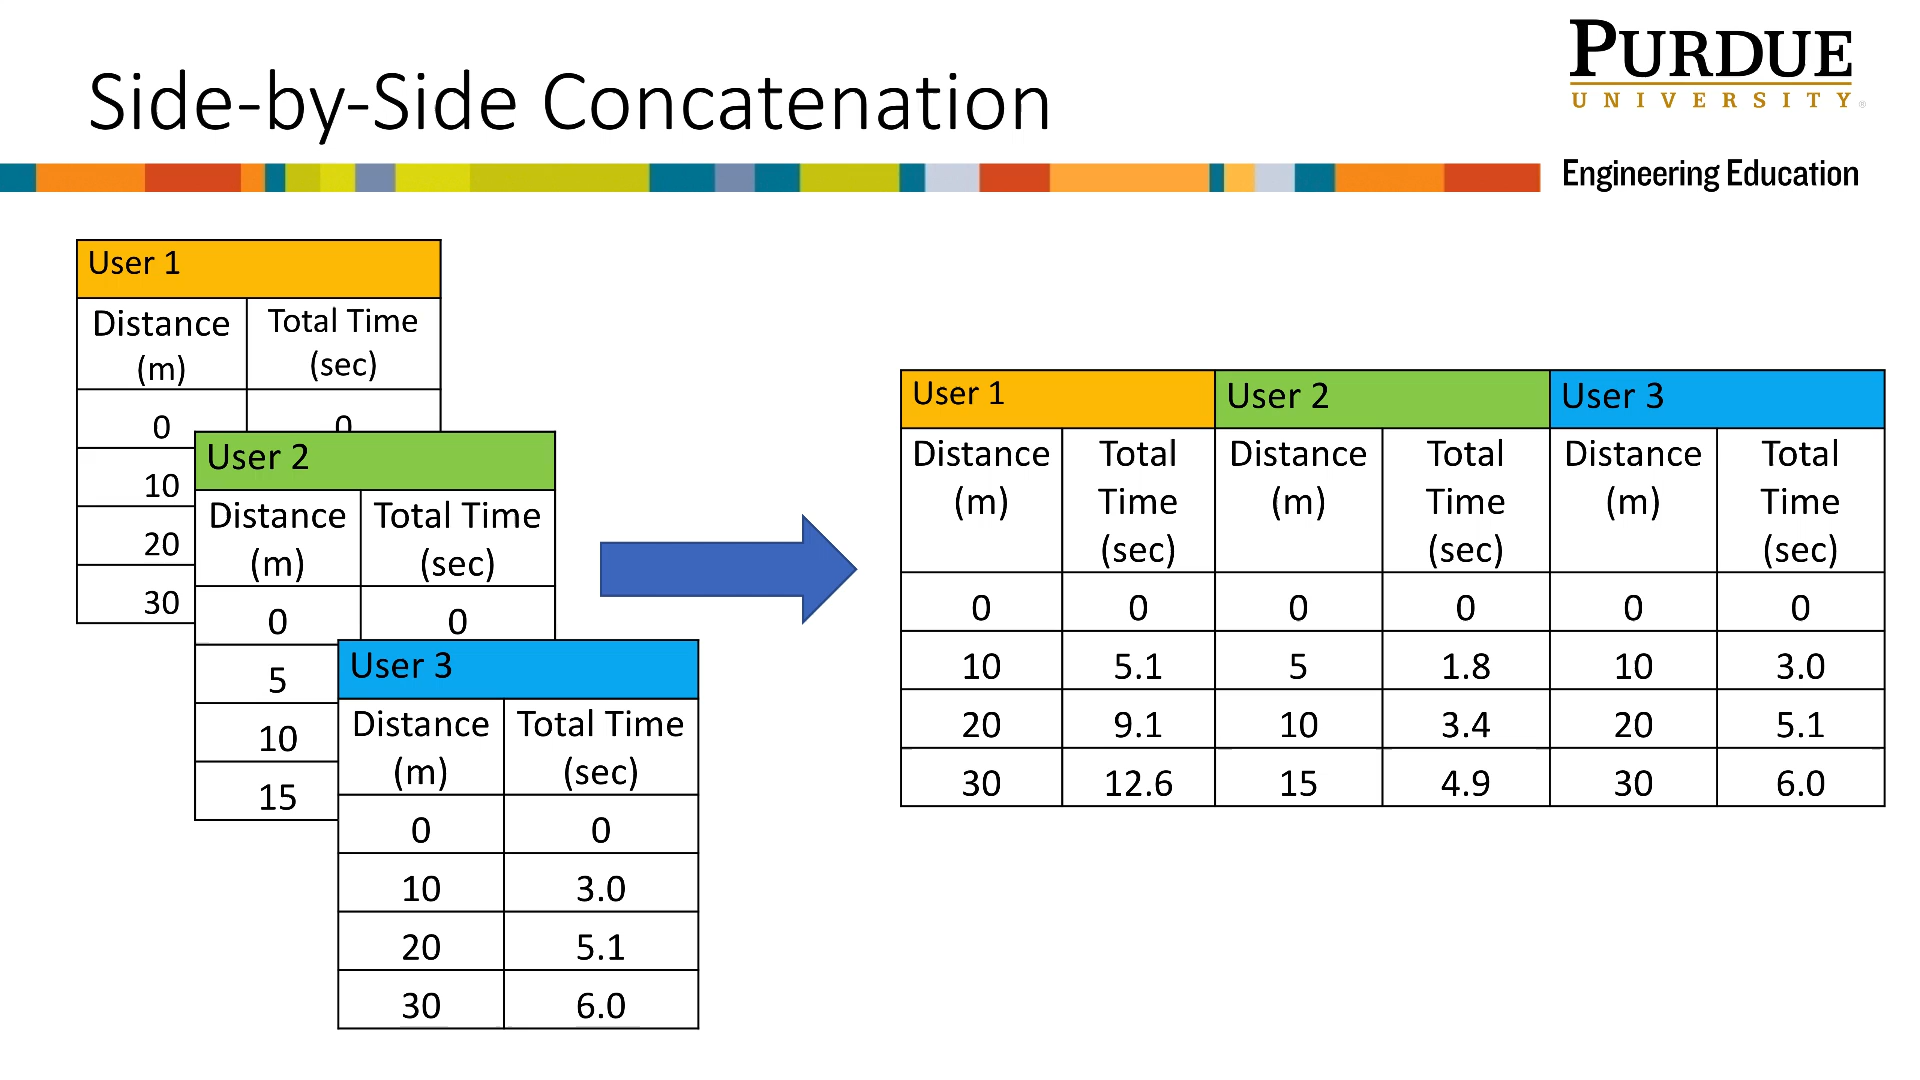 Side-by-Side Concatenation
PURDUE
UNIVERSITY®
Engineering Education
User 1
Distance (m) Total Time (sec)
0 0
10
20
30
User 2
Distance (m) Total Time (sec)
0 0
5
10
15
User 3
Distance (m) Total Time (sec)
0 0
10 3.0
20 5.1
30 6.0
User 1 User 2 User 3
Distance (m) Total Time (sec) Distance (m) Total Time (sec) Distance (m) Total Time (sec)
0 0 0 0 0 0
10 5.1 5 1.8 10 3.0
20 9.1 10 3.4 20 5.1
30 12.6 15 4.9 30 6.0